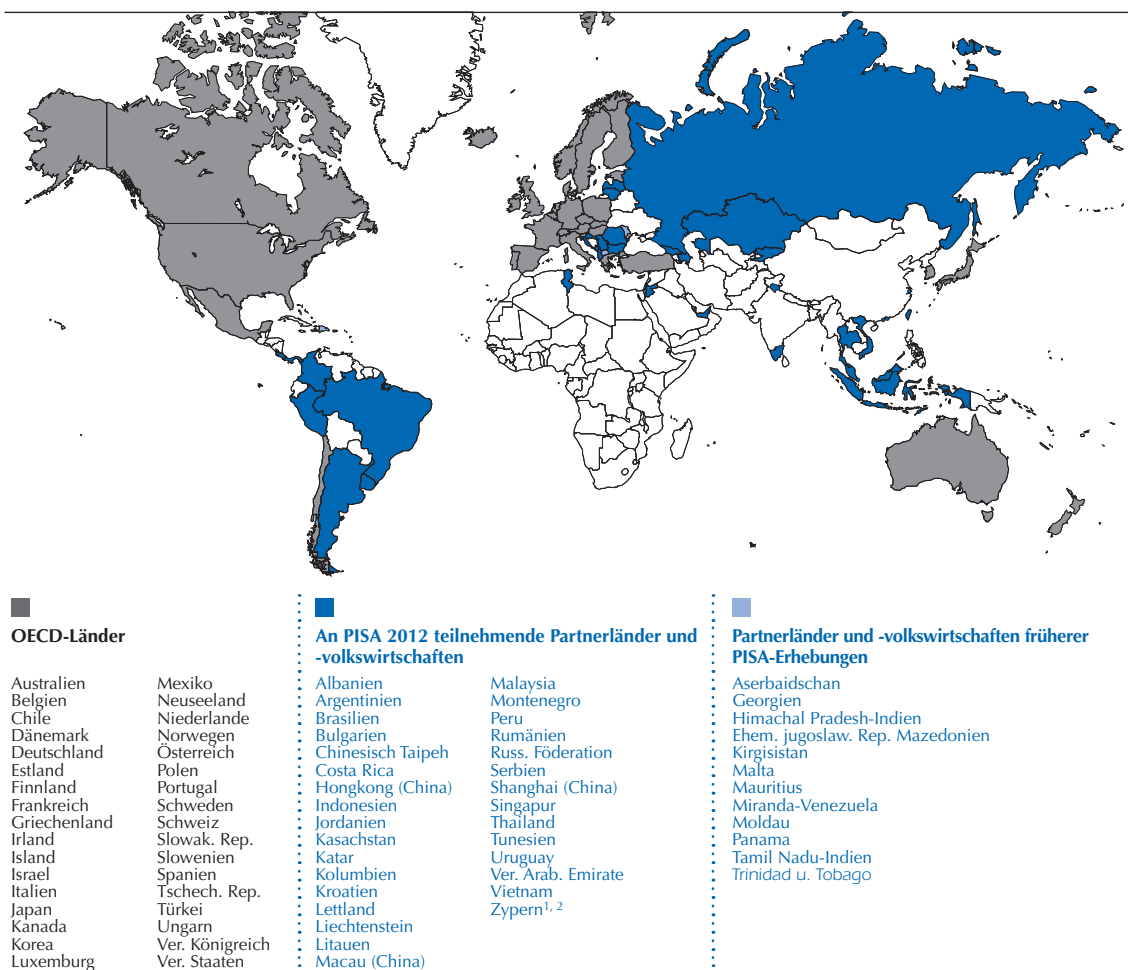 OECD-Länder
Australien
Belgien
Chile
Dänemark
Deutschland
Estland
Finnland
Frankreich
Griechenland
Irland
Island
Israel
Italien
Japan
Kanada
Korea
Luxemburg
Mexiko
Neuseeland
Niederlande
Norwegen
Österreich
Polen
Portugal
Schweden
Schweiz
Slowak. Rep.
Slowenien
Spanien
Tschech. Rep.
Türkei
Ungarn
Ver. Königreich
Ver. Staaten
An PISA 2012 teilnehmende Partnerländer und
-volkswirtschaften
Albanien
Argentinien
Brasilien
Bulgarien
Chinesisch Taipeh
Costa Rica
Hongkong (China)
Indonesien
Jordanien
Kasachstan
Katar
Kolumbien
Kroatien
Lettland
Liechtenstein
Litauen
Macau (China)
Malaysia
Montenegro
Peru
Rumänien
Russ. Föderation
Serbien
Shanghai (China)
Singapur
Thailand
Tunesien
Uruguay
Ver. Arab. Emirate
Vietnam
Zypern1, 2
Partnerländer und -volkswirtschaften früherer
PISA-Erhebungen
Aserbaidschan
Georgien
Himachal Pradesh-Indien
Ehem. jugoslaw. Rep. Mazedonien
Kirgisistan
Malta
Mauritius
Miranda-Venezuela
Moldau
Panama
Tamil Nadu-Indien
Trinidad u. Tobago